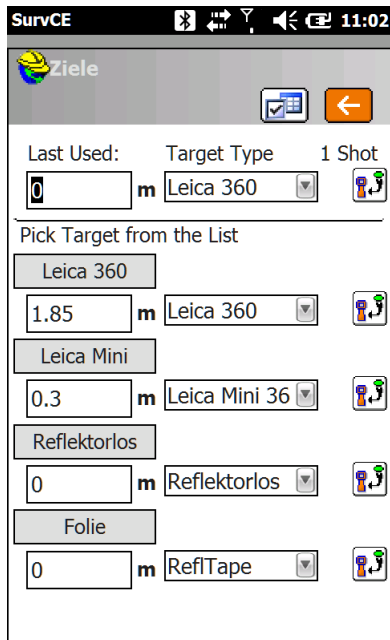 SurvCE 11:02
Ziele
Last Used: Target Type 1 Shot
0 m Leica 360
Pick Target from the List
Leica 360
1.85 m Leica 360
Leica Mini
0.3 m Leica Mini 36
Reflektorlos
0 m Reflektorlos
Folie
0 m ReflTape